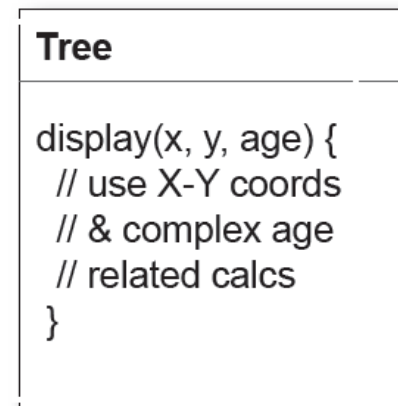 Tree
display(x, y, age) {
// use X-Y coords
// & complex age
// related calcs
}